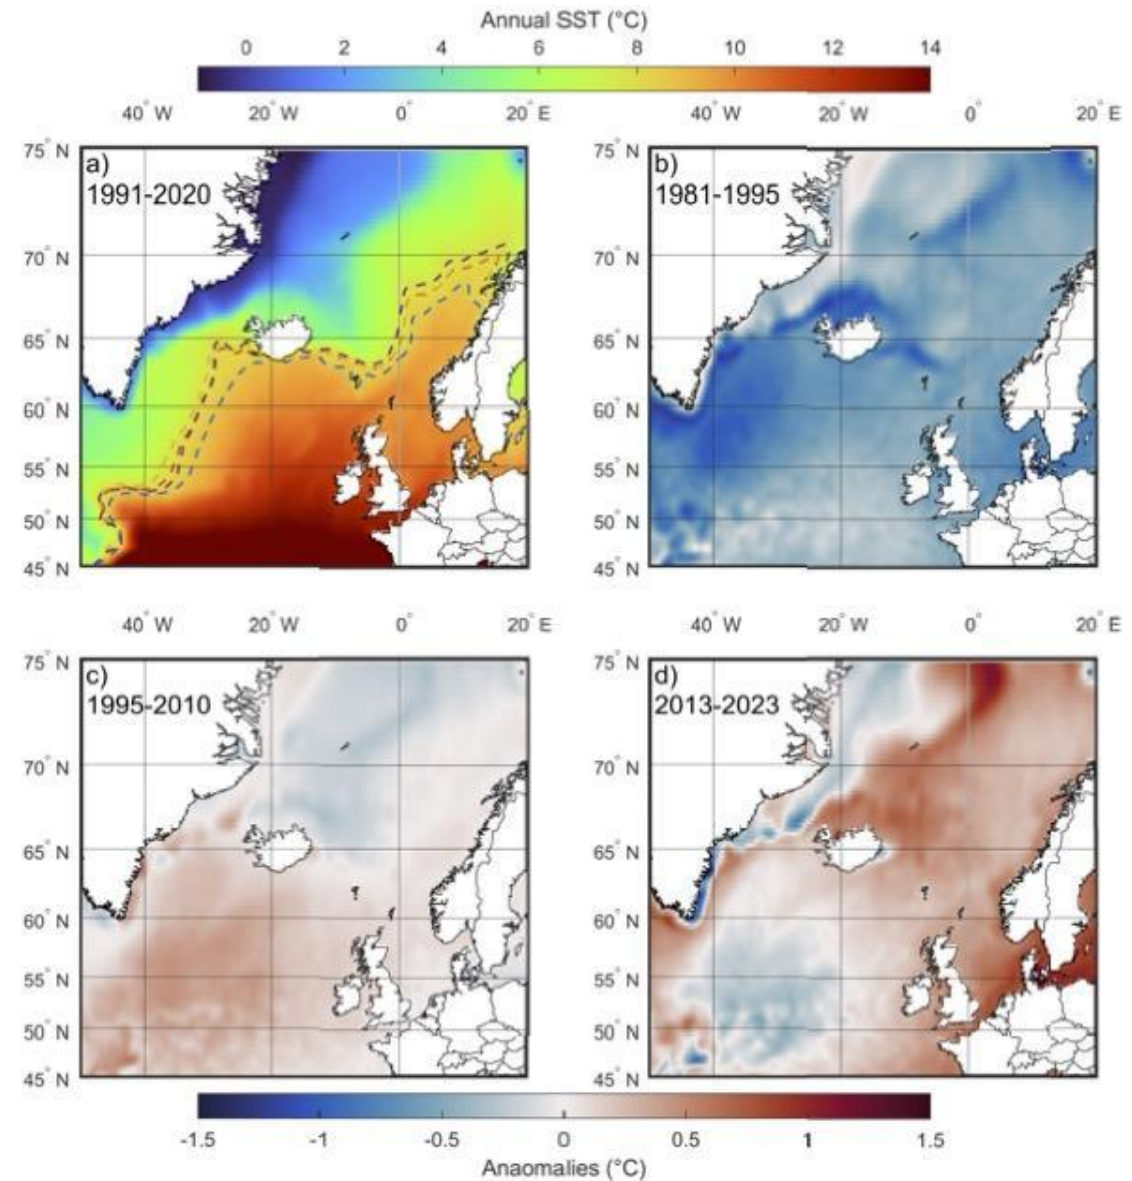 Annual SST (°C)
0 2 4 6 8 10 12 14
40° W 20° W 0° 20° E 40° W 20° W 0° 20° E
75° N
a)
1991-2020
70° N
65° N
60° N
55° N
50° N
45° N
75° N
b)
1981-1995
70° N
65° N
60° N
55° N
50° N
45° N
40° W 20° W 0° 20° E 40° W 20° W 0° 20° E
75° N
c)
1995-2010
70° N
65° N
60° N
55° N
50° N
45° N
75° N
d)
2013-2023
70° N
65° N
60° N
55° N
50° N
45° N
-1.5 -1 -0.5 0 0.5 1 1.5
Anaomalies (°C)